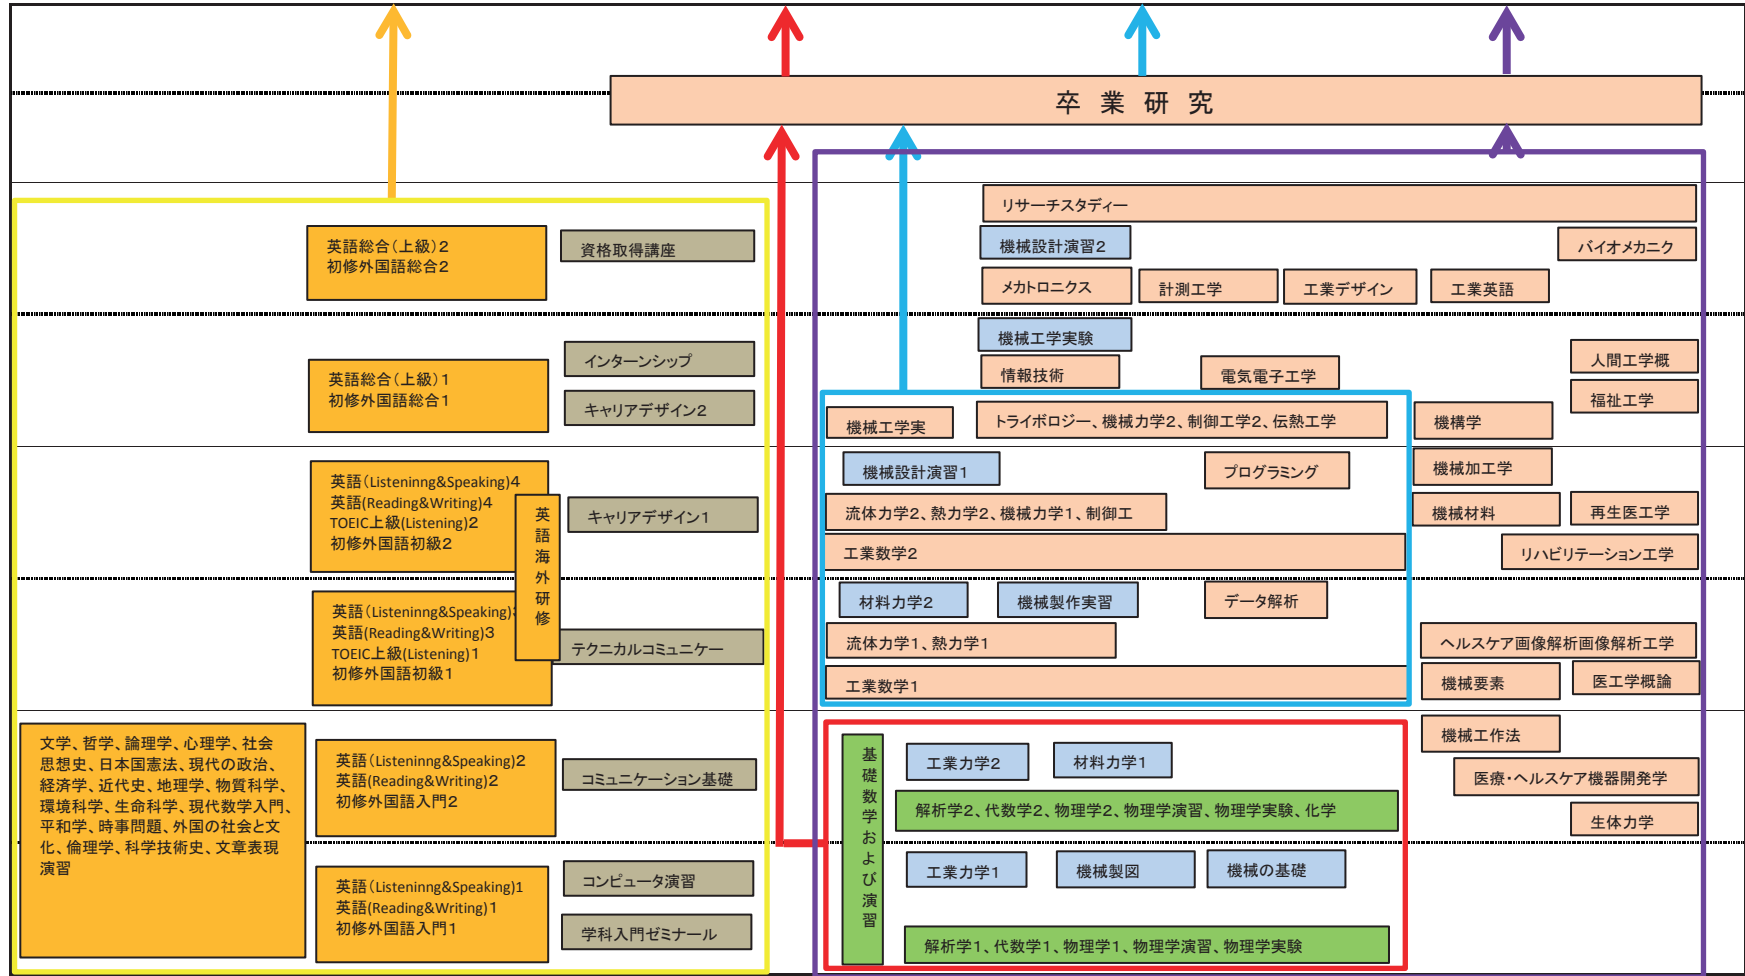 卒 業 研 究
リサーチスタディー
英語総合(上級)2
初修外国語総合2
資格取得講座
機械設計演習2
バイオメカニク
メカトロニクス
計測工学
工業デザイン
工業英語
機械工学実験
インターンシップ
人間工学概
英語総合(上級)1
初修外国語総合1
情報技術
電気電子工学
キャリアデザイン2
福祉工学
機械工学実
トライボロジー、機械力学2、制御工学2、伝熱工学
機構学
英語(Listeninng&Speaking)4
英語(Reading&Writing)4
TOEIC上級(Listening)2
初修外国語初級2
英語海外研修
キャリアデザイン1
機械設計演習1
プログラミング
機械加工学
流体力学2、熱力学2、機械力学1、制御工
機械材料
再生医工学
工業数学2
リハビリテーション工学
英語(Listeninng&Speaking)3
英語(Reading&Writing)3
TOEIC上級(Listening)1
初修外国語初級1
テクニカルコミュニケー
材料力学2
機械製作実習
データ解析
流体力学1、熱力学1
ヘルスケア画像解析画像解析工学
工業数学1
機械要素
医工学概論
文学、哲学、論理学、心理学、社会
思想史、日本国憲法、現代の政治、
経済学、近代史、地理学、物質科学、
環境科学、生命科学、現代数学入門、
平和学、時事問題、外国の社会と文
化、倫理学、科学技術史、文章表現
演習
英語(Listeninng&Speaking)2
英語(Reading&Writing)2
初修外国語入門2
コミュニケーション基礎
基礎数学および演習
工業力学2
材料力学1
機械工作法
医療・ヘルスケア機器開発学
解析学2、代数学2、物理学2、物理学演習、物理学実験、化学
生体力学
英語(Listeninng&Speaking)1
英語(Reading&Writing)1
初修外国語入門1
コンピュータ演習
学科入門ゼミナール
工業力学1
機械製図
機械の基礎
解析学1、代数学1、物理学1、物理学演習、物理学実験